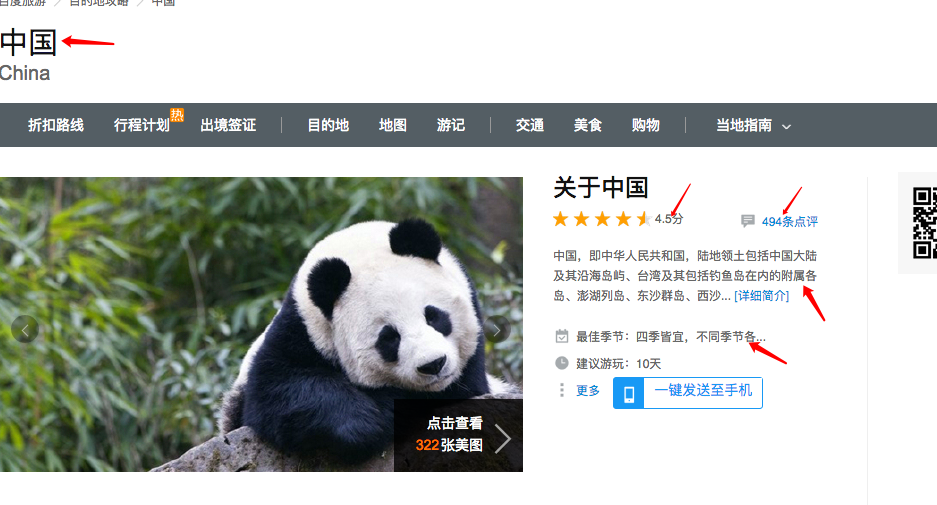 百度旅游 / 目的地攻略 / 中国
中国
China
折扣路线 行程计划 热 出境签证 目的地 地图 游记 交通 美食 购物 当地指南
关于中国
4.5分 494条点评
中国，即中华人民共和国，陆地领土包括中国大陆
及其沿海岛屿、台湾及其包括钓鱼岛在内的附属各
岛、澎湖列岛、东沙群岛、西沙... [详细简介]
最佳季节：四季皆宜，不同季节各...
建议游玩：10天
更多 一键发送至手机
点击查看
322张美图